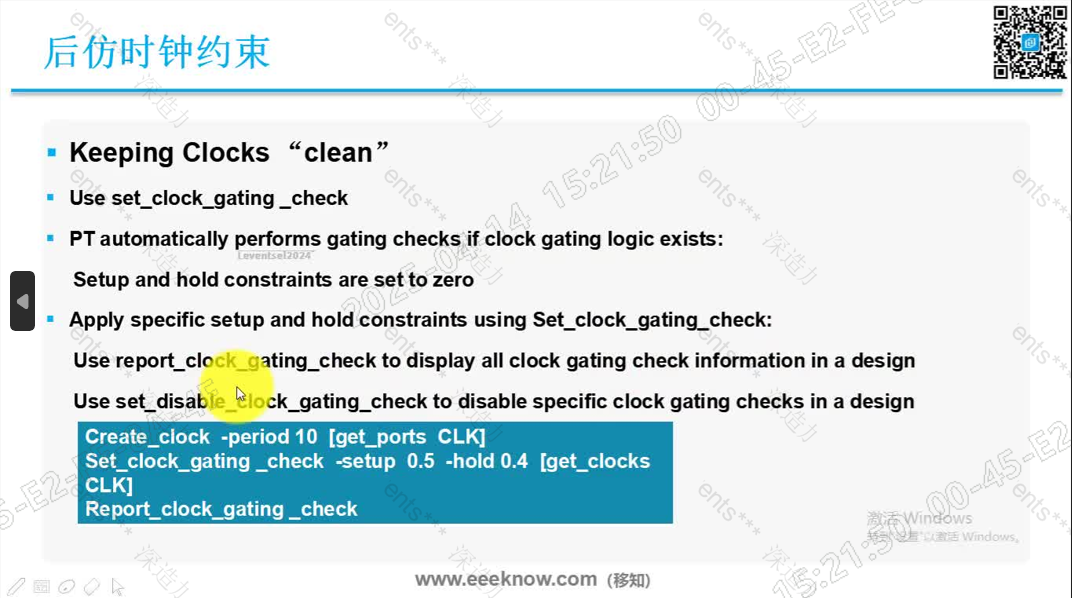 后仿时钟约束
Keeping Clocks “clean”
Use set_clock_gating _check
PT automatically performs gating checks if clock gating logic exists:
Leventsel2024
Setup and hold constraints are set to zero
Apply specific setup and hold constraints using Set_clock_gating_check:
Use report_clock_gating_check to display all clock gating check information in a design
Use set_disable_clock_gating_check to disable specific clock gating checks in a design
Create_clock -period 10 [get_ports CLK]
Set_clock_gating _check -setup 0.5 -hold 0.4 [get_clocks
CLK]
Report_clock_gating _check
激活 Windows
转到"设置"以激活 Windows。
www.eeeknow.com（移知）
ents***
深造
2025-04-14 15:21:50 00-45-E2-FE-